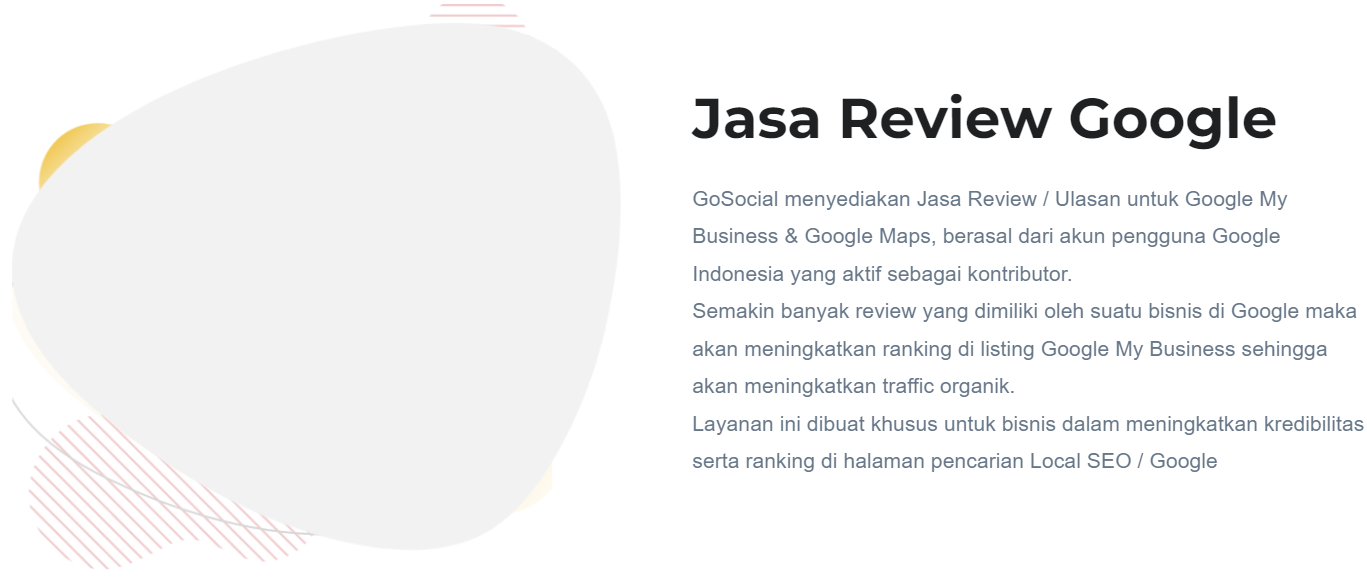 Jasa Review Google
GoSocial menyediakan Jasa Review / Ulasan untuk Google My
Business & Google Maps, berasal dari akun pengguna Google
Indonesia yang aktif sebagai kontributor.
Semakin banyak review yang dimiliki oleh suatu bisnis di Google maka
akan meningkatkan ranking di listing Google My Business sehingga
akan meningkatkan traffic organik.
Layanan ini dibuat khusus untuk bisnis dalam meningkatkan kredibilitas
serta ranking di halaman pencarian Local SEO / Google